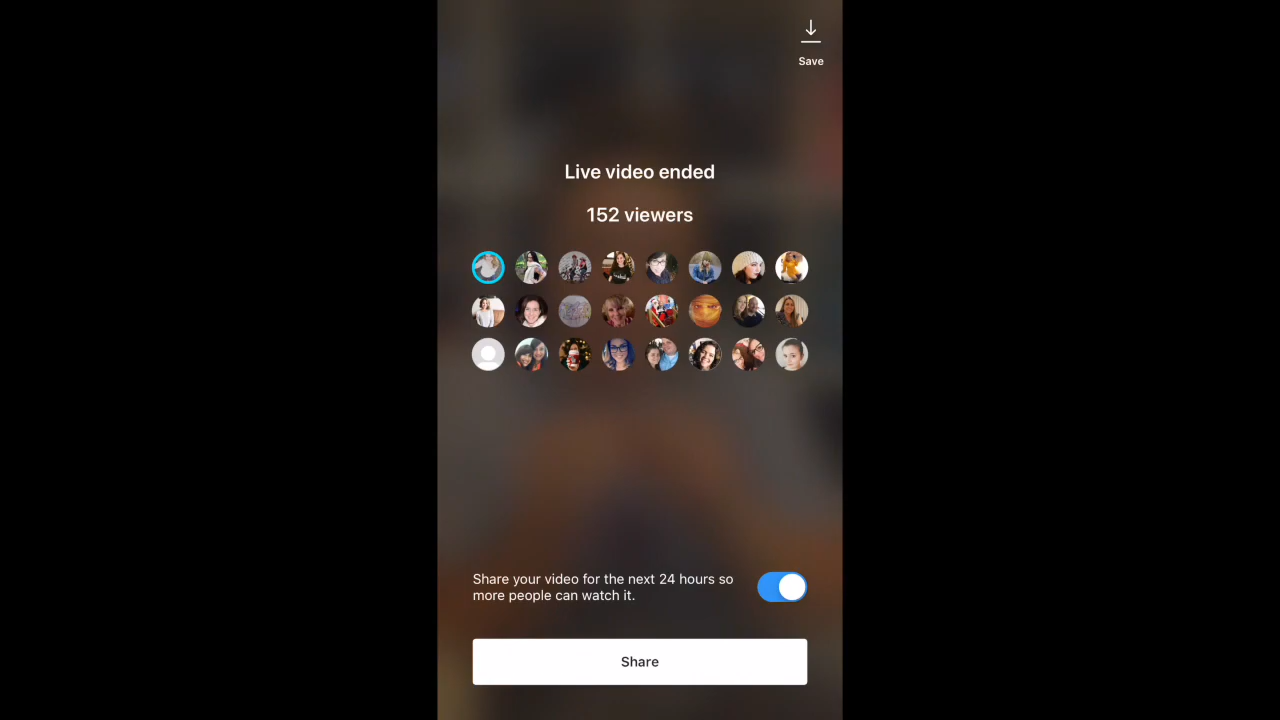 Save
Live video ended
152 viewers
Share your video for the next 24 hours so
more people can watch it.
Share